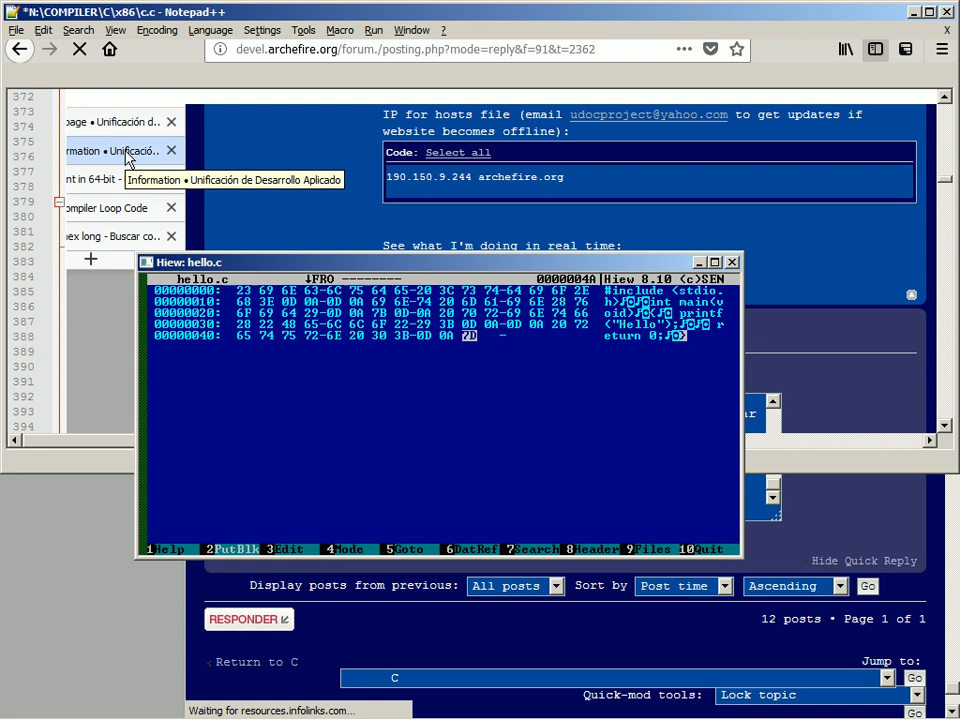 *N:\COMPILER\C\x86\c.c - Notepad++
File Edit Search View Encoding Language Settings Tools Macro Run Window ? X
devel.archefire.org/forum./posting.php?mode=reply&f=91&t=2362
372
373
374
375
376
377
378
379
380
381
382
383
384
385
386
387
388
389
390
391
392
393
394
page • Unificación d..
rmation • Unificació..
nt in 64-bit -
Information • Unificación de Desarrollo Aplicado
ompiler Loop Code
ex long - Buscar co..
IP for hosts file (email udocproject@yahoo.com to get updates if
website becomes offline):
Code: Select all
190.150.9.244 archefire.org
See what I'm doing in real time:
Hiew: hello.c
hello.c ↓FRO -------- 0000004A Hiew 8.10 (c)SEN
00000000: 23 69 6E 63-6C 75 64 65-20 3C 73 74-64 69 6F 2E #include <stdio.
00000010: 68 3E 0D 0A-0D 0A 69 6E-74 20 6D 61-69 6E 28 76 h>♪◙♪◙int main(v
00000020: 6F 69 64 29-0D 0A 7B 0D-0A 20 70 72-69 6E 74 66 oid)♪◙{♪◙ printf
00000030: 28 22 48 65-6C 6C 6F 22-29 3B 0D 0A-0D 0A 20 72 ("Hello");♪◙♪◙ r
00000040: 65 74 75 72-6E 20 30 3B-0D 0A 7D - eturn 0;♪◙}
1Help 2PutBlk 3Edit 4Mode 5Goto 6DatRef 7Search 8Header 9Files 10Quit
ar
Hide Quick Reply
Display posts from previous: All posts Sort by Post time Ascending Go
RESPONDER
12 posts • Page 1 of 1
Return to C
Jump to:
C Go
Quick-mod tools: Lock topic
Go
Waiting for resources.infolinks.com...